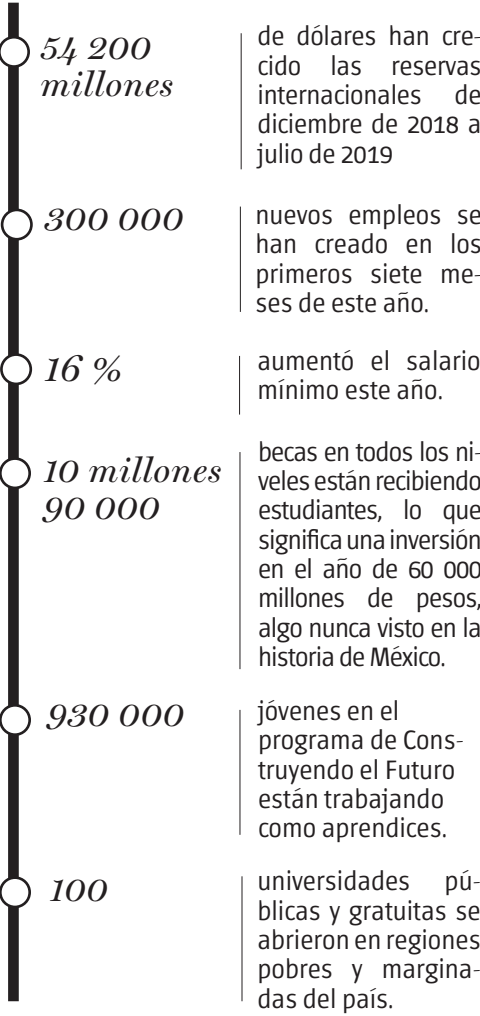 54 200
millones
de dólares han cre-
cido las reservas
internacionales de
diciembre de 2018 a
julio de 2019
300 000
nuevos empleos se
han creado en los
primeros siete me-
ses de este año.
16 %
aumentó el salario
mínimo este año.
10 millones
90 000
becas en todos los ni-
veles están recibiendo
estudiantes, lo que
significa una inversión
en el año de 60 000
millones de pesos,
algo nunca visto en la
historia de México.
930 000
jóvenes en el
programa de Cons-
truyendo el Futuro
están trabajando
como aprendices.
100
universidades pú-
blicas y gratuitas se
abrieron en regiones
pobres y margina-
das del país.